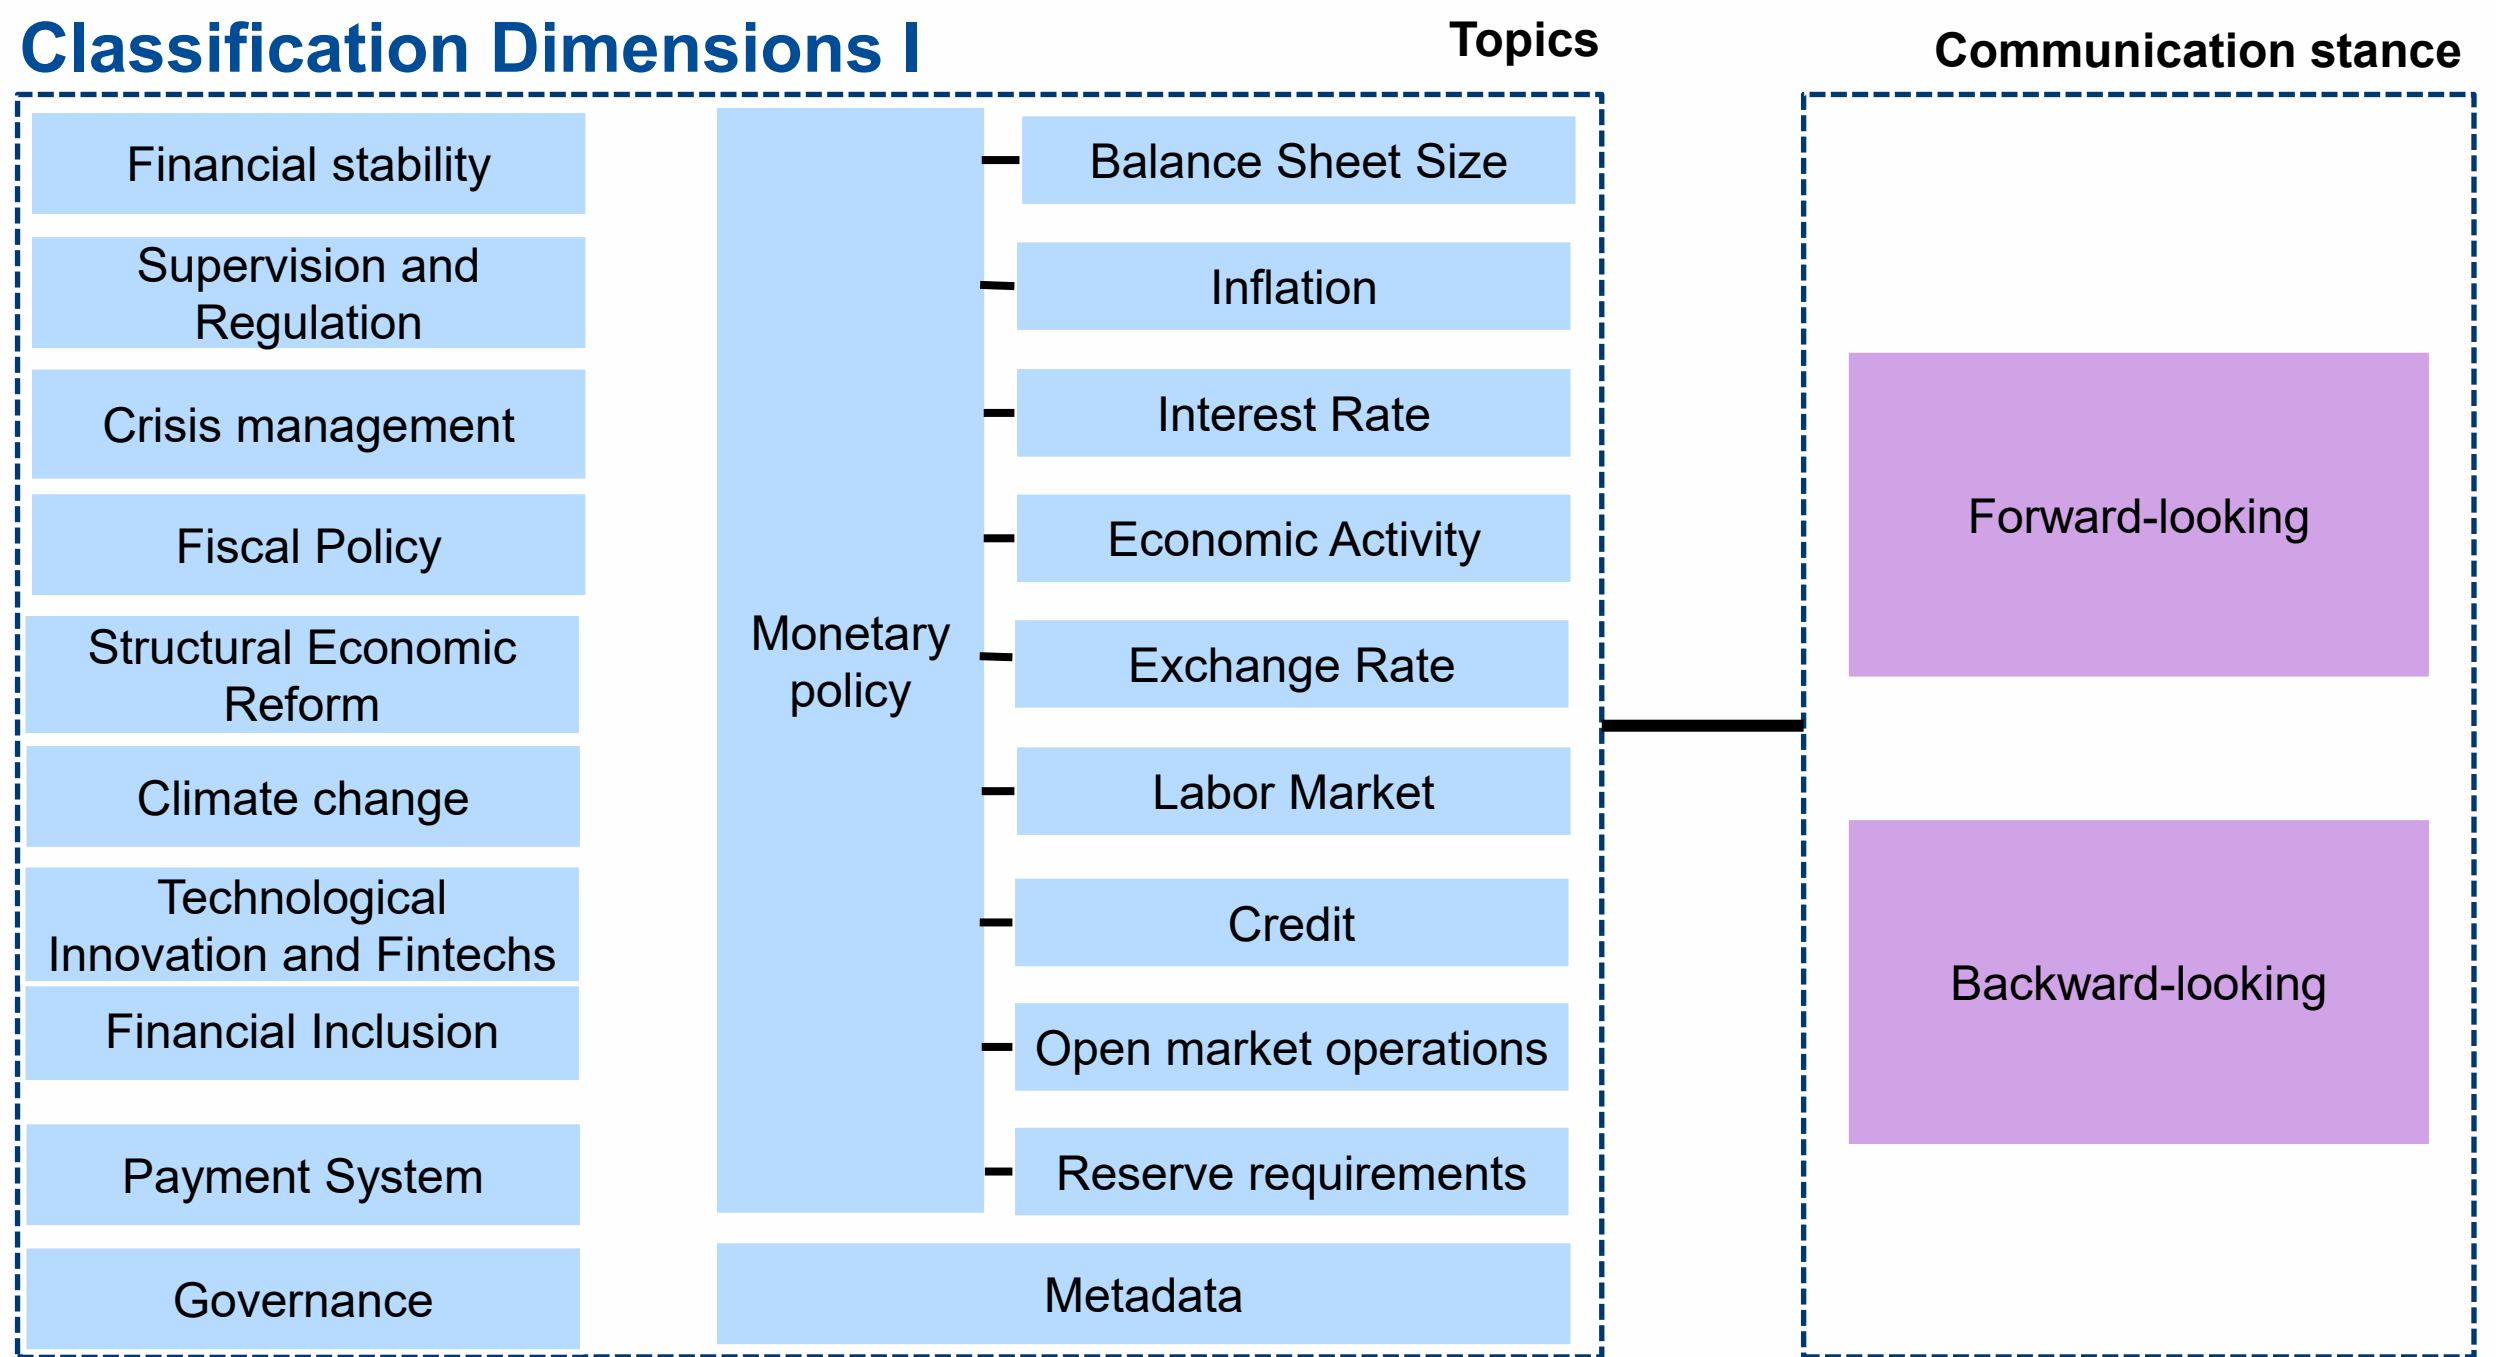 Classification Dimensions I
Topics
Communication stance
Financial stability
Supervision and
Regulation
Crisis management
Fiscal Policy
Structural Economic
Reform
Climate change
Technological
Innovation and Fintechs
Financial Inclusion
Payment System
Governance
Monetary
policy
Balance Sheet Size
Inflation
Interest Rate
Economic Activity
Exchange Rate
Labor Market
Credit
Open market operations
Reserve requirements
Metadata
Forward-looking
Backward-looking